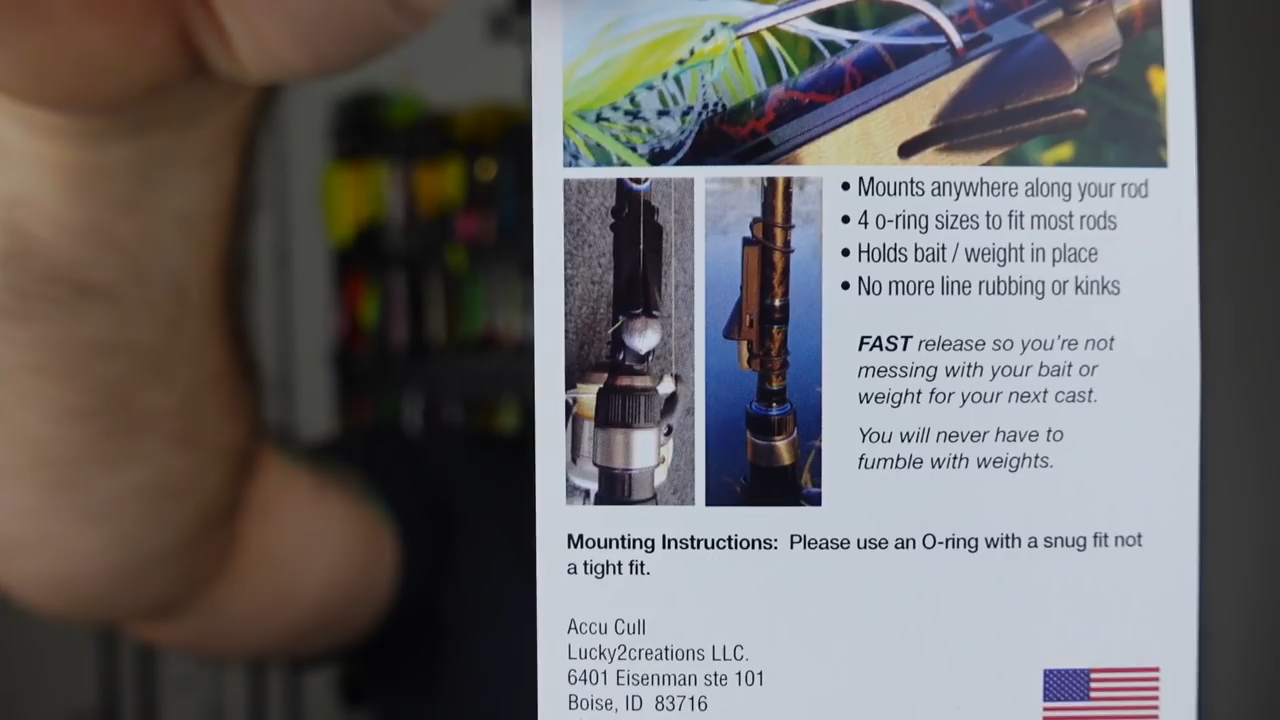 • Mounts anywhere along your rod
• 4 o-ring sizes to fit most rods
• Holds bait / weight in place
• No more line rubbing or kinks
FAST release so you're not
messing with your bait or
weight for your next cast.
You will never have to
fumble with weights.
Mounting Instructions: Please use an O-ring with a snug fit not
a tight fit.
Accu Cull
Lucky2creations LLC.
6401 Eisenman ste 101
Boise, ID 83716